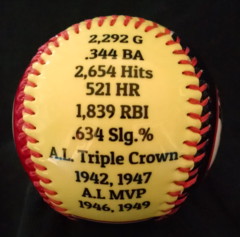 2,292 G
.344 BA
2,654 Hits
521 HR
1,839 RBI
.634 Slg.%
A.L. Triple Crown
1942, 1947
A.L MVP
1946, 1949